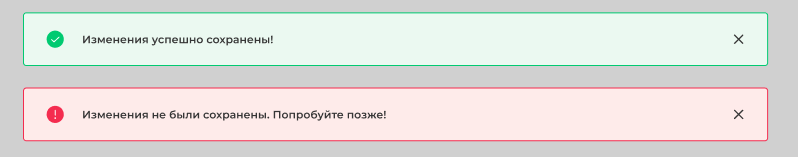 Изменения успешно сохранены!
Изменения не были сохранены. Попробуйте позже!